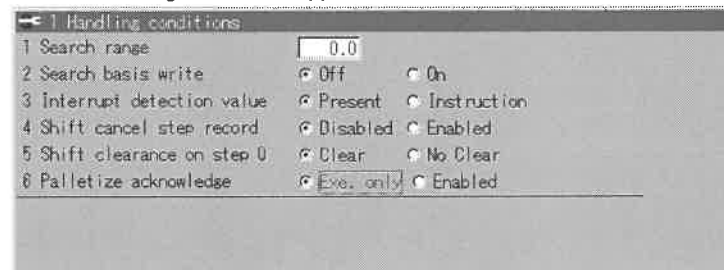 1 Handling conditions
1 Search range 0.0
2 Search basis write Off On
3 Interrupt detection value Present Instruction
4 Shift cancel step record Disabled Enabled
5 Shift clearance on step 0 Clear No Clear
6 Palletize acknowledge Exe. only Enabled